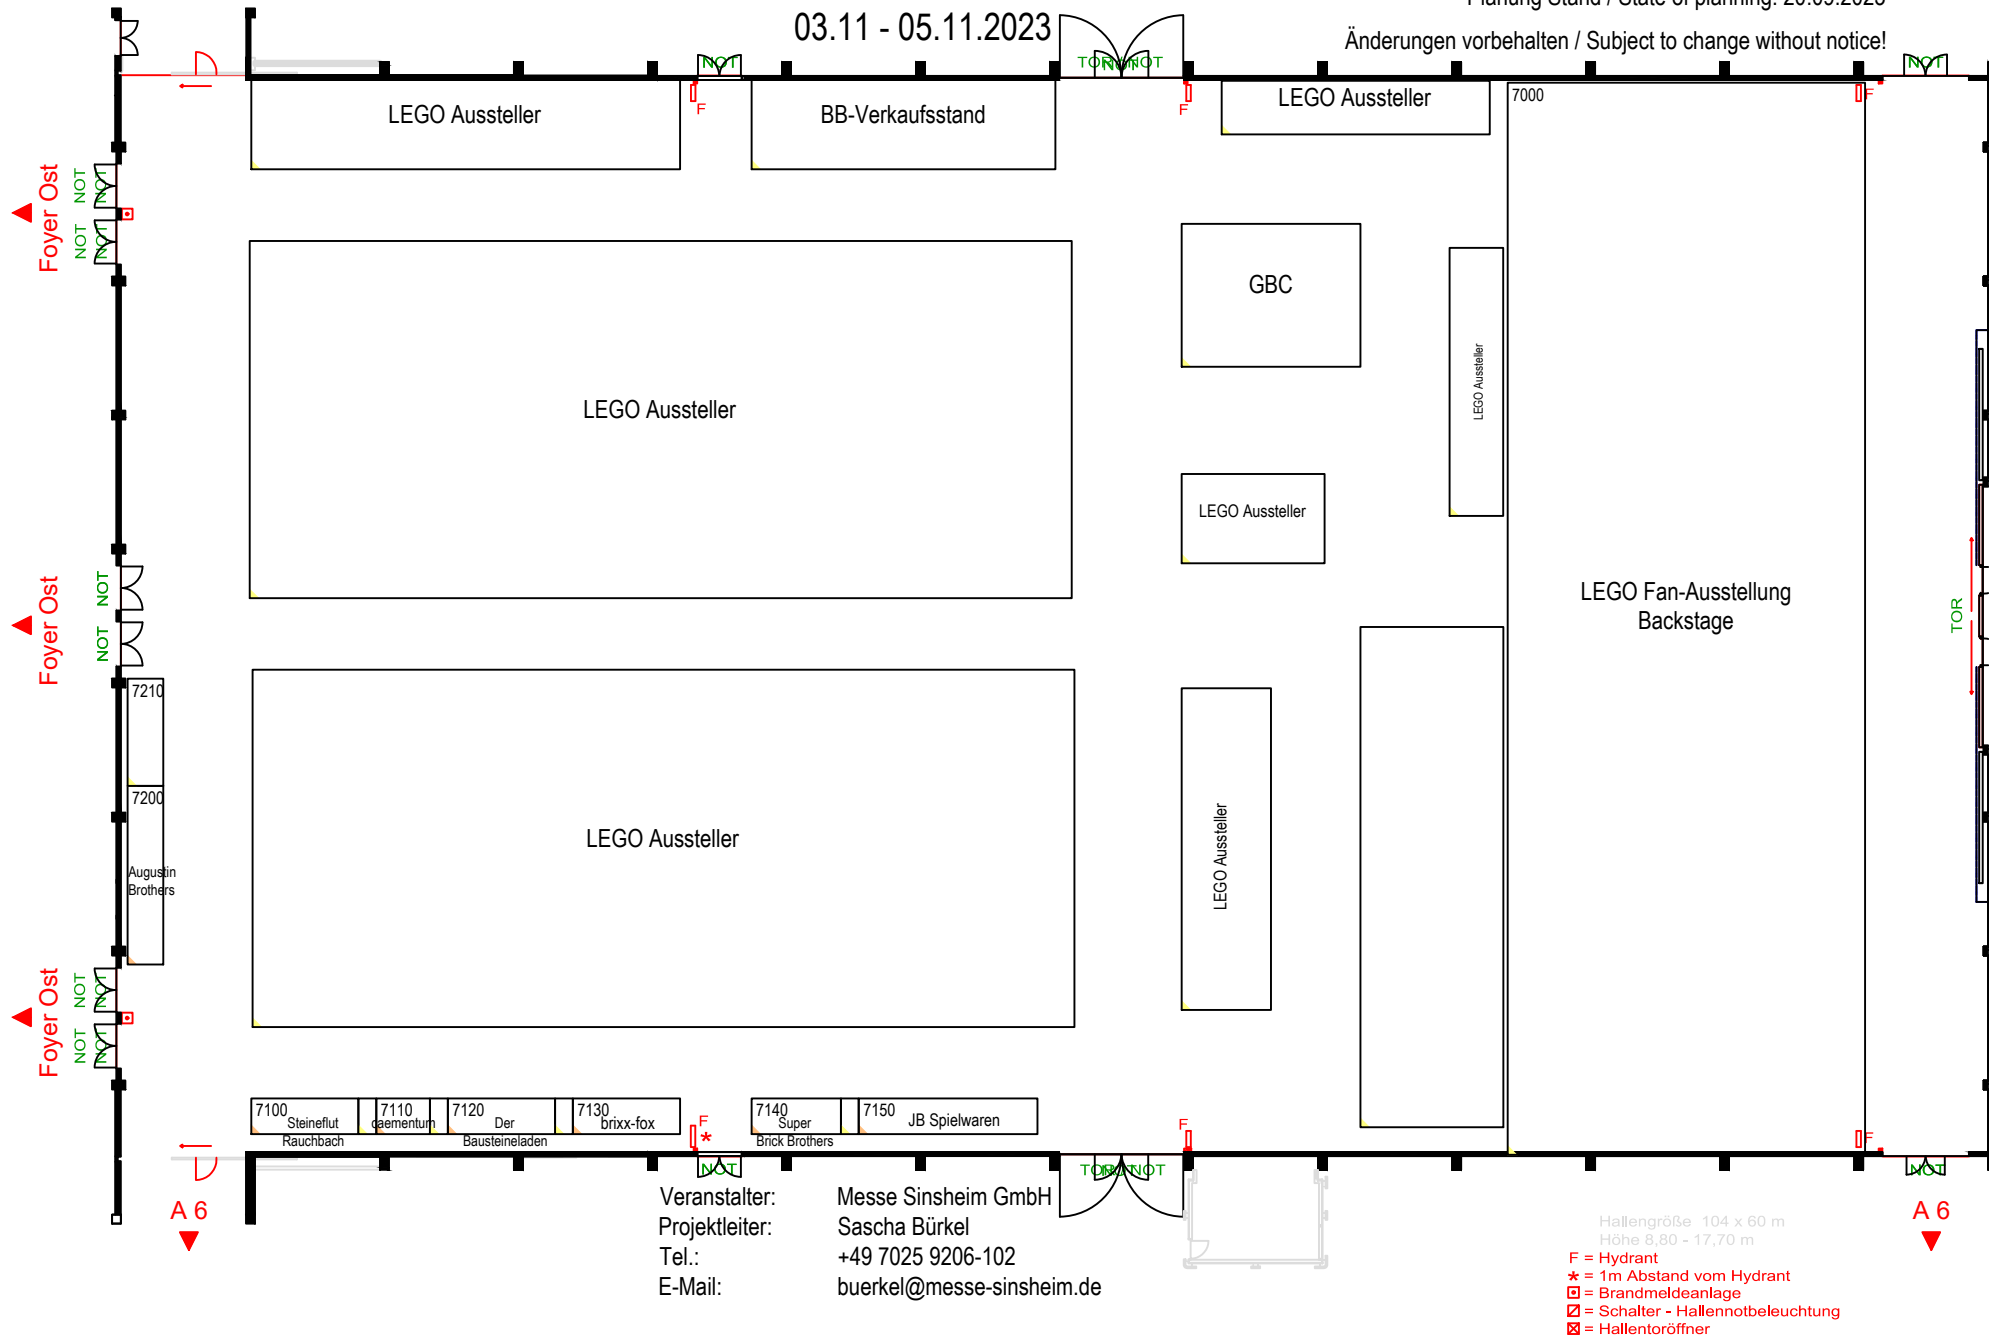 03.11 - 05.11.2023
Planung Stand / State of planning: 20.09.2023
Änderungen vorbehalten / Subject to change without notice!
NOT
TOR
NOT
NOT
NOT
LEGO Aussteller
F
BB-Verkaufsstand
F
LEGO Aussteller
7000
F
Foyer Ost
NOT
NOT
NOT
NOT
GBC
LEGO Aussteller
LEGO Aussteller
LEGO Aussteller
Foyer Ost
NOT
NOT
LEGO Fan-Ausstellung
Backstage
TOR
7210
7200
Augustin
Brothers
LEGO Aussteller
LEGO Aussteller
Foyer Ost
NOT
NOT
NOT
NOT
7100
Steineflut
Rauchbach
7110
caementum
7120
Der
Bausteineladen
7130
brixx-fox
F
*
7140
Super
Brick Brothers
7150
JB Spielwaren
F
F
NOT
TOR
NOT
NOT
NOT
A 6
A 6
Veranstalter: Messe Sinsheim GmbH
Projektleiter: Sascha Bürkel
Tel.: +49 7025 9206-102
E-Mail: buerkel@messe-sinsheim.de
Hallengröße 104 x 60 m
Höhe 8,80 - 17,70 m
F = Hydrant
* = 1m Abstand vom Hydrant
= Brandmeldeanlage
= Schalter - Hallennotbeleuchtung
= Hallentoröffner